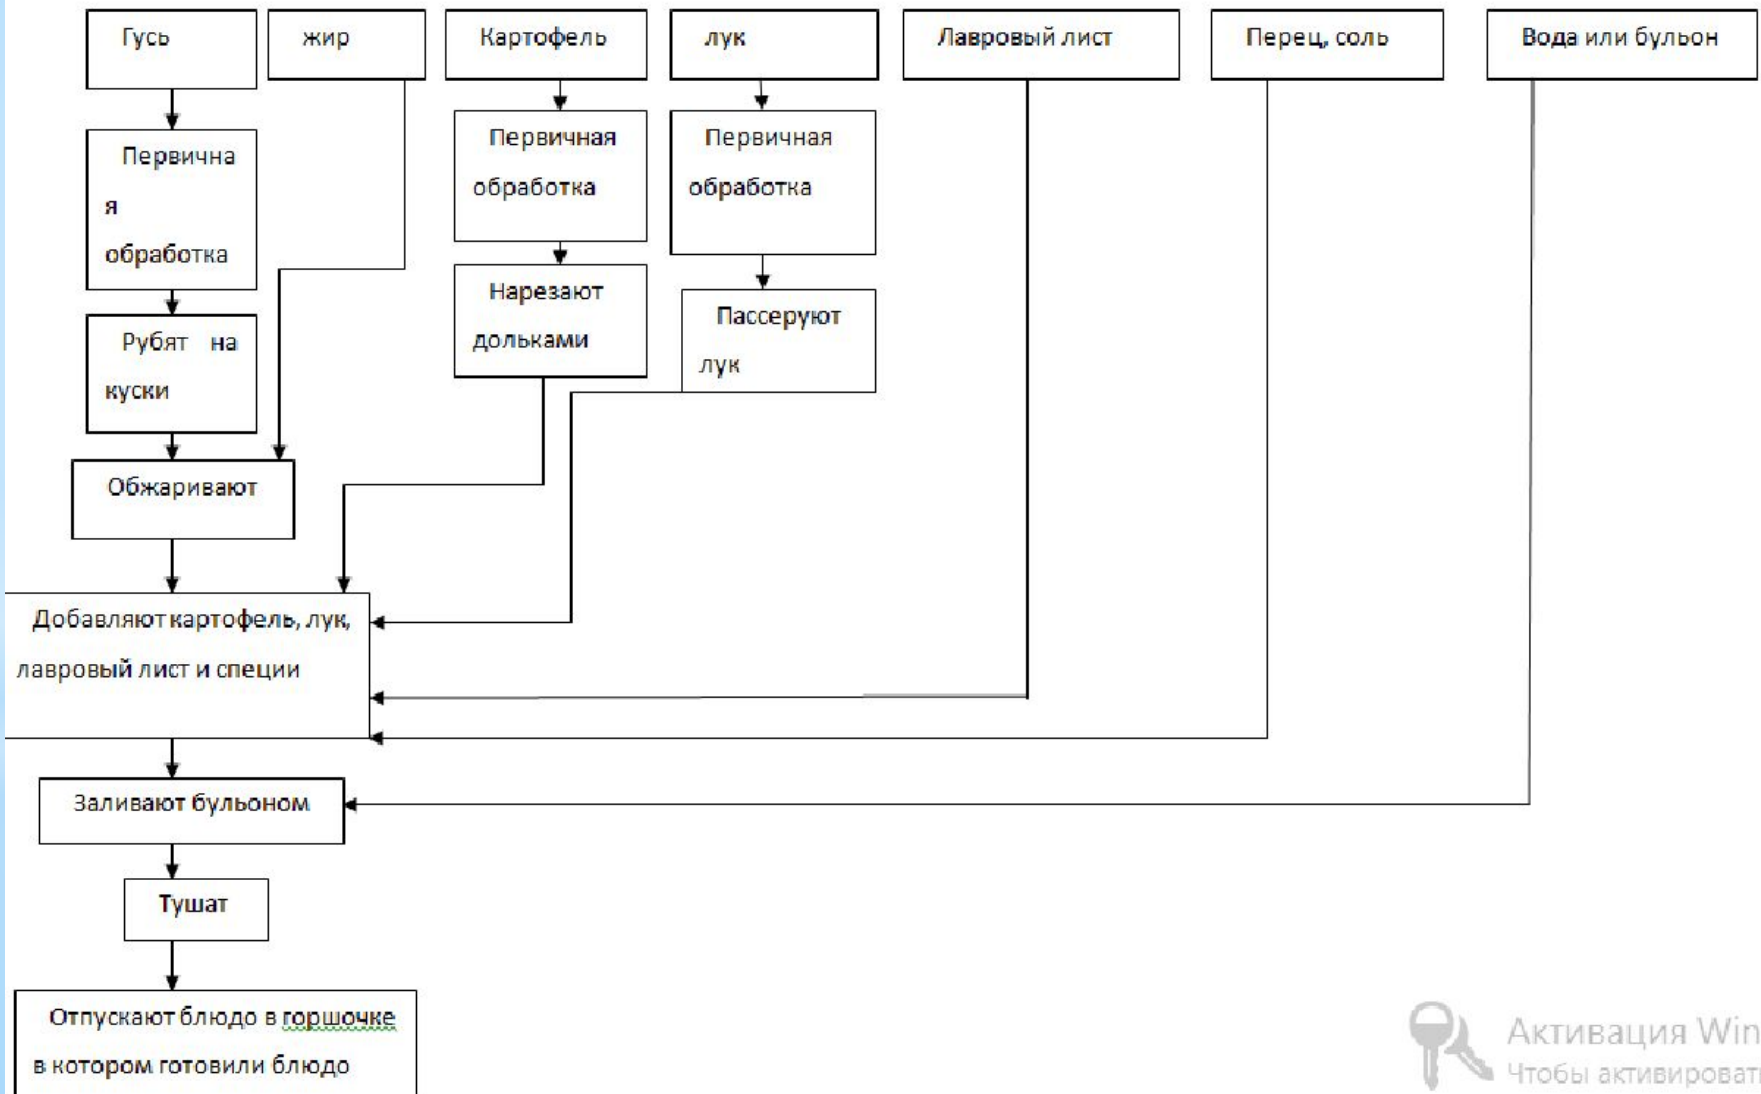 Гусь
жир
Картофель
лук
Лавровый лист
Перец, соль
Вода или бульон
Первична
я
обработка
Первичная
обработка
Первичная
обработка
Рубят на
куски
Нарезают
дольками
Пассеруют
лук
Обжаривают
Добавляют картофель, лук,
лавровый лист и специи
Заливают бульоном
Тушат
Отпускают блюдо в горшочке
в котором готовили блюдо
Активация Win
Чтобы активироват